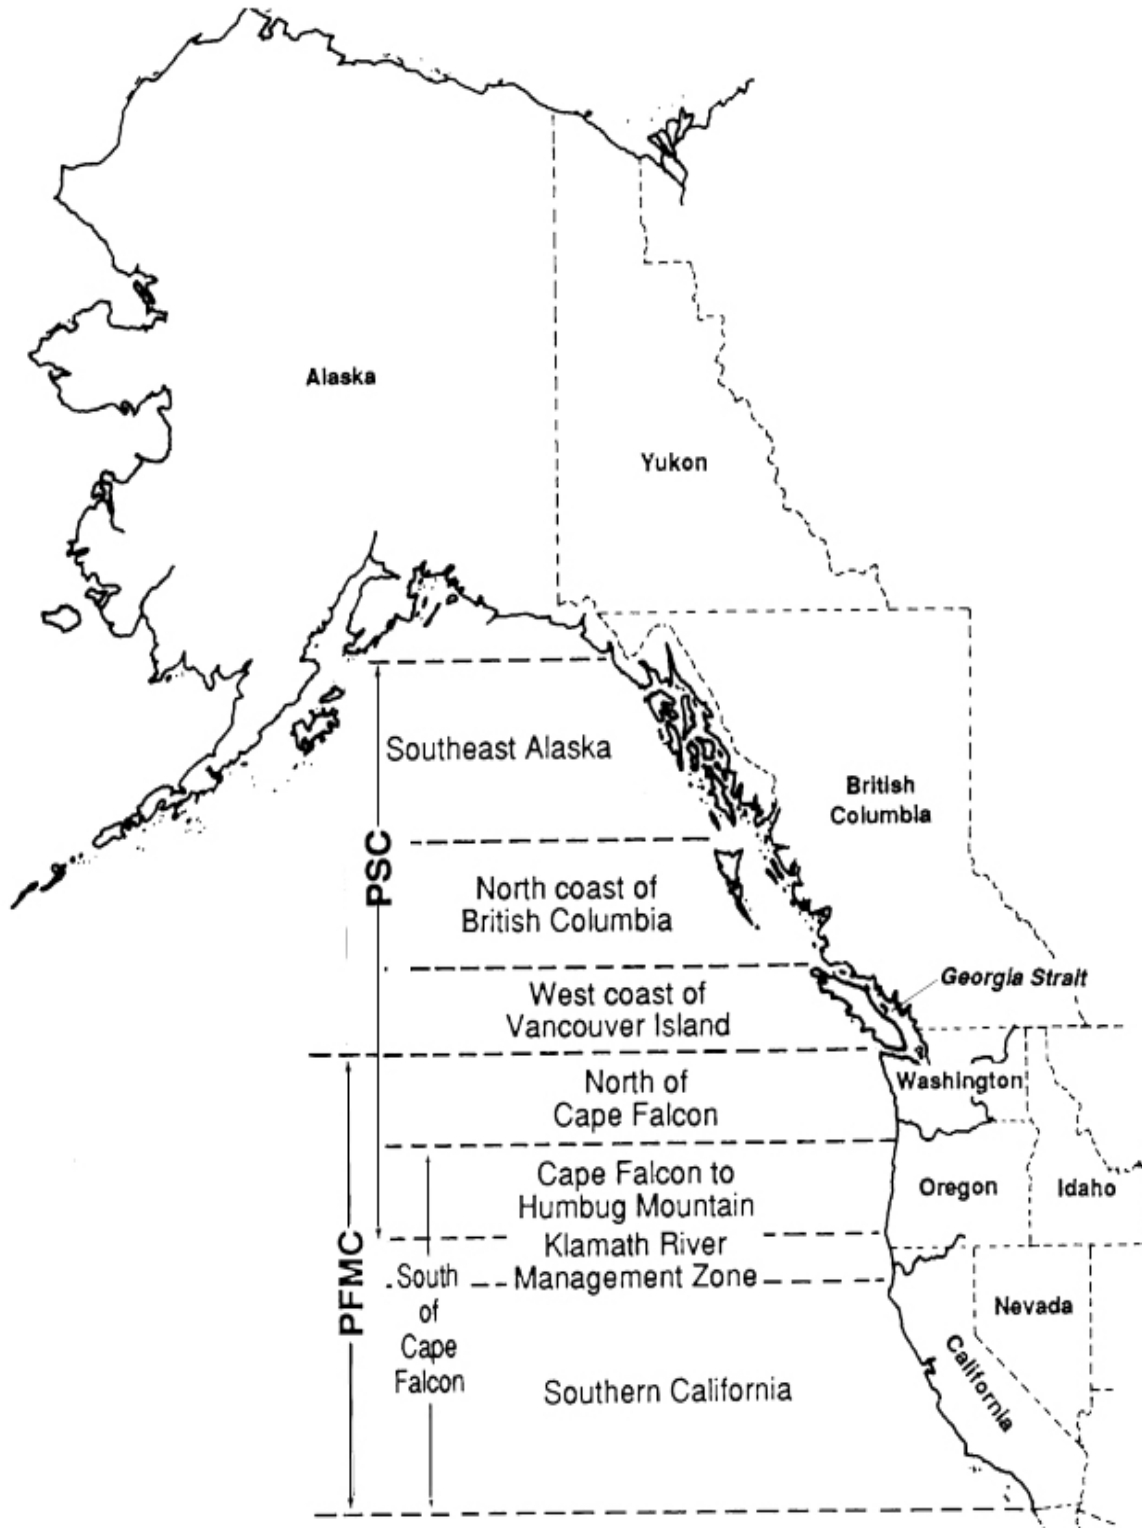 Alaska
Yukon
Southeast Alaska
British
Columbia
PSC
North coast of
British Columbia
Georgia Strait
West coast of
Vancouver Island
Washington
North of
Cape Falcon
Cape Falcon to
Humbug Mountain
Oregon
Idaho
Klamath River
Management Zone
PFMC
South
of
Cape
Falcon
Nevada
California
Southern California